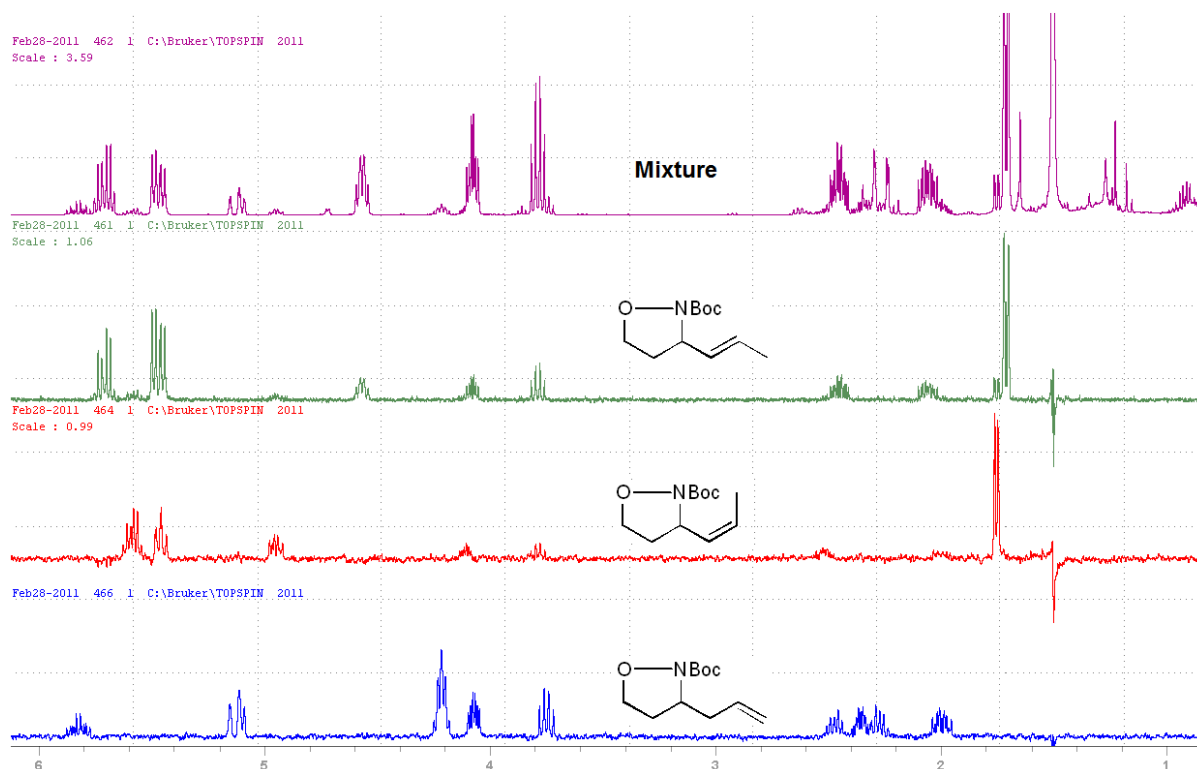 Feb28-2011 462 1 C:\Bruker\TOPSPIN 2011
Scale : 3.59
Mixture
Feb28-2011 461 1 C:\Bruker\TOPSPIN 2011
Scale : 1.06
O NBoc
Feb28-2011 464 1 C:\Bruker\TOPSPIN 2011
Scale : 0.99
O NBoc
Feb28-2011 466 1 C:\Bruker\TOPSPIN 2011
O NBoc
6 5 4 3 2 1